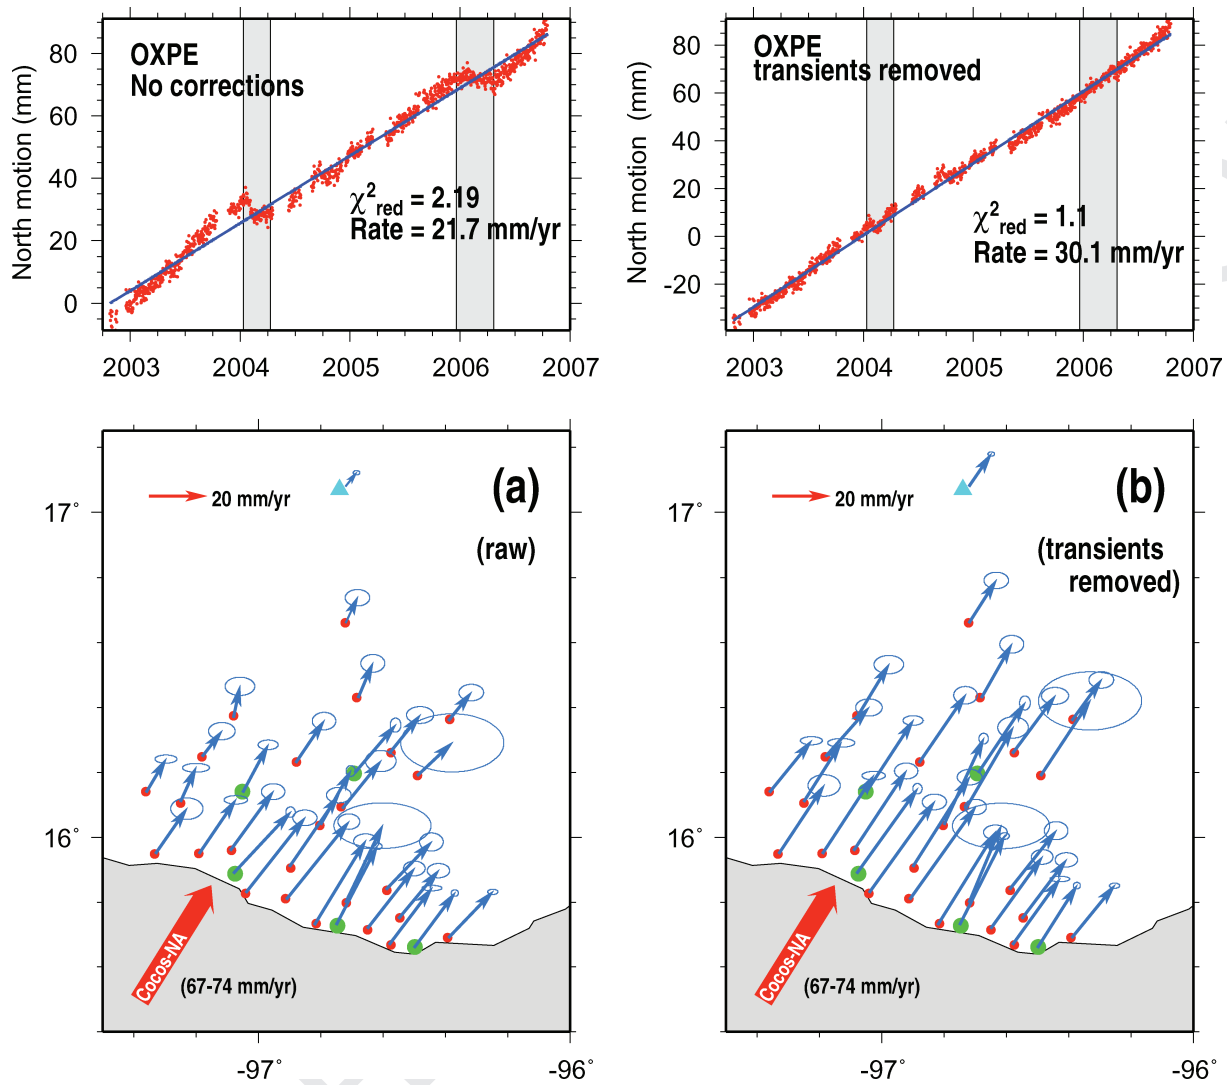 OXPE
No corrections
North motion (mm)
80
60
40
20
0
χ²red = 2.19
Rate = 21.7 mm/yr
2003 2004 2005 2006 2007
OXPE
transients removed
North motion (mm)
80
60
40
20
0
-20
χ²red = 1.1
Rate = 30.1 mm/yr
2003 2004 2005 2006 2007
20 mm/yr
(a)
(raw)
17°
16°
Cocos-NA
(67-74 mm/yr)
-97° -96°
20 mm/yr
(b)
(transients
removed)
17°
16°
Cocos-NA
(67-74 mm/yr)
-97° -96°